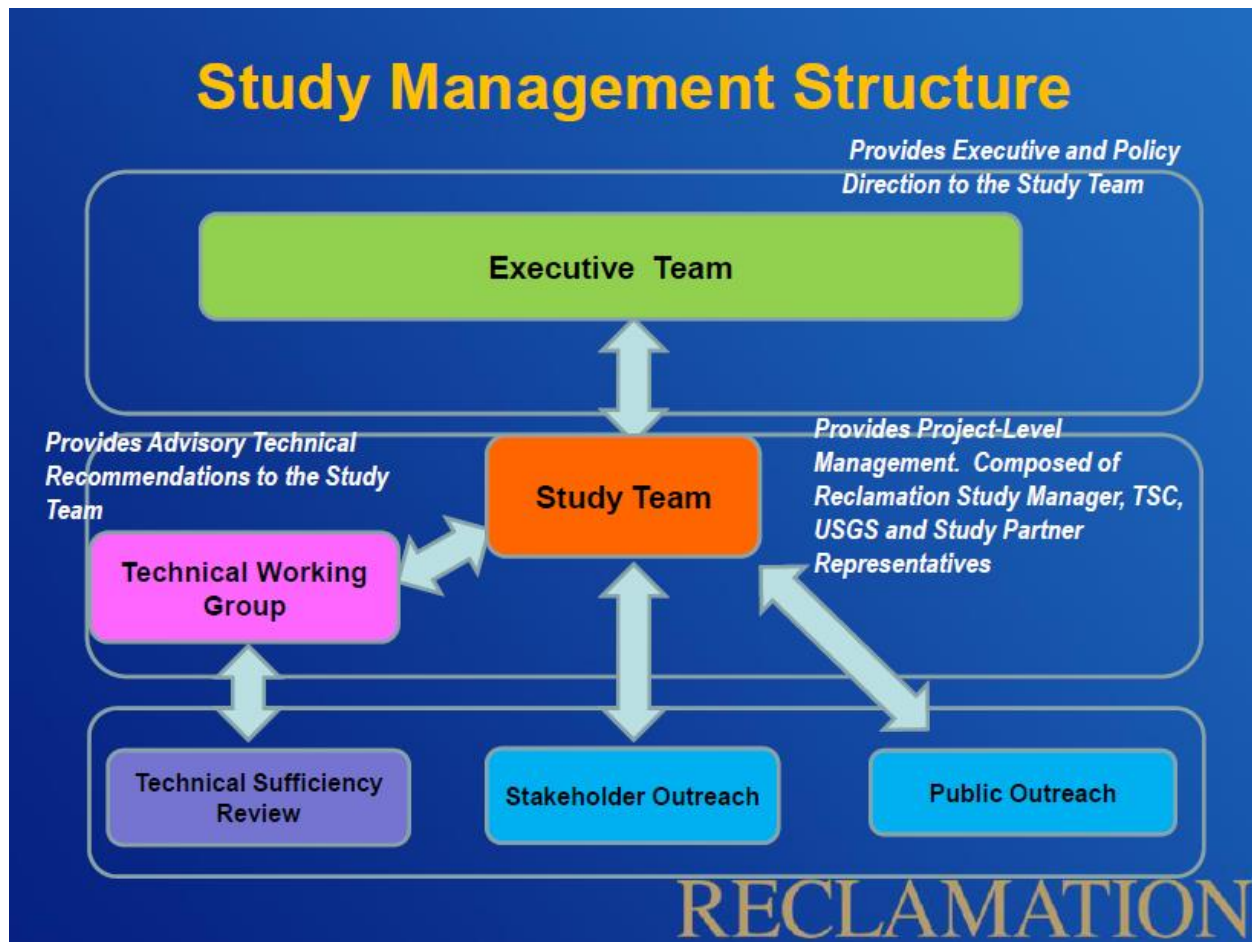 Study Management Structure
Provides Executive and Policy
Direction to the Study Team
Executive Team
Provides Advisory Technical
Recommendations to the Study
Team
Study Team
Provides Project-Level
Management. Composed of
Reclamation Study Manager, TSC,
USGS and Study Partner
Representatives
Technical Working
Group
Technical Sufficiency
Review
Stakeholder Outreach
Public Outreach
RECLAMATION